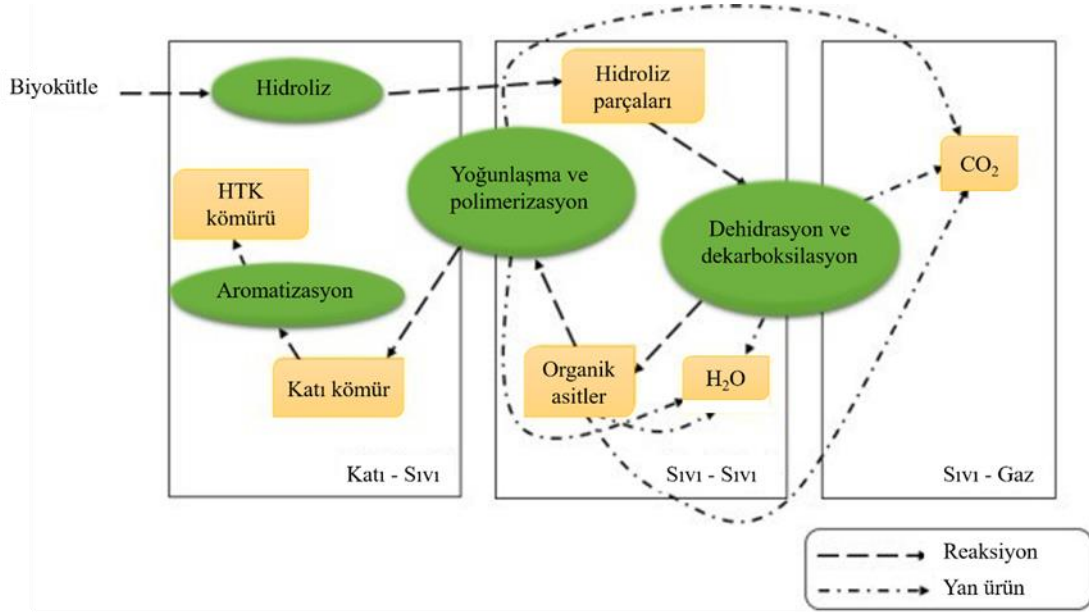 Biyokütle
Hidroliz
Hidroliz
parçaları
Yoğunlaşma ve
polimerizasyon
CO₂
HTK
kömürü
Dehidrasyon ve
dekarboksilasyon
Aromatizasyon
Katı kömür
Organik
asitler
H₂O
Katı - Sıvı
Sıvı - Sıvı
Sıvı - Gaz
Reaksiyon
Yan ürün